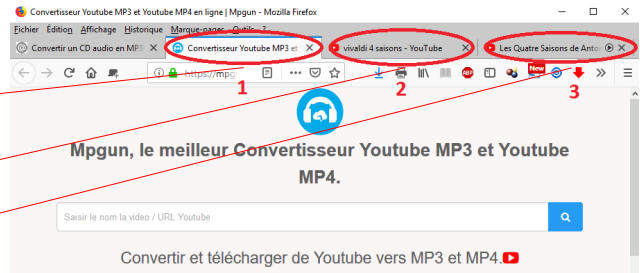 Convertisseur Youtube MP3 et Youtube MP4 en ligne | Mpgun - Mozilla Firefox
Fichier Édition Affichage Historique Marque-pages Outils ?
Convertir un CD audio en MP3 Convertisseur Youtube MP3 et vivaldi 4 saisons - YouTube Les Quatre Saisons de Anton
https://mpg ABP New
1 2 3
Mpgun, le meilleur Convertisseur Youtube MP3 et Youtube
MP4.
Saisir le nom la video / URL Youtube
Convertir et télécharger de Youtube vers MP3 et MP4.